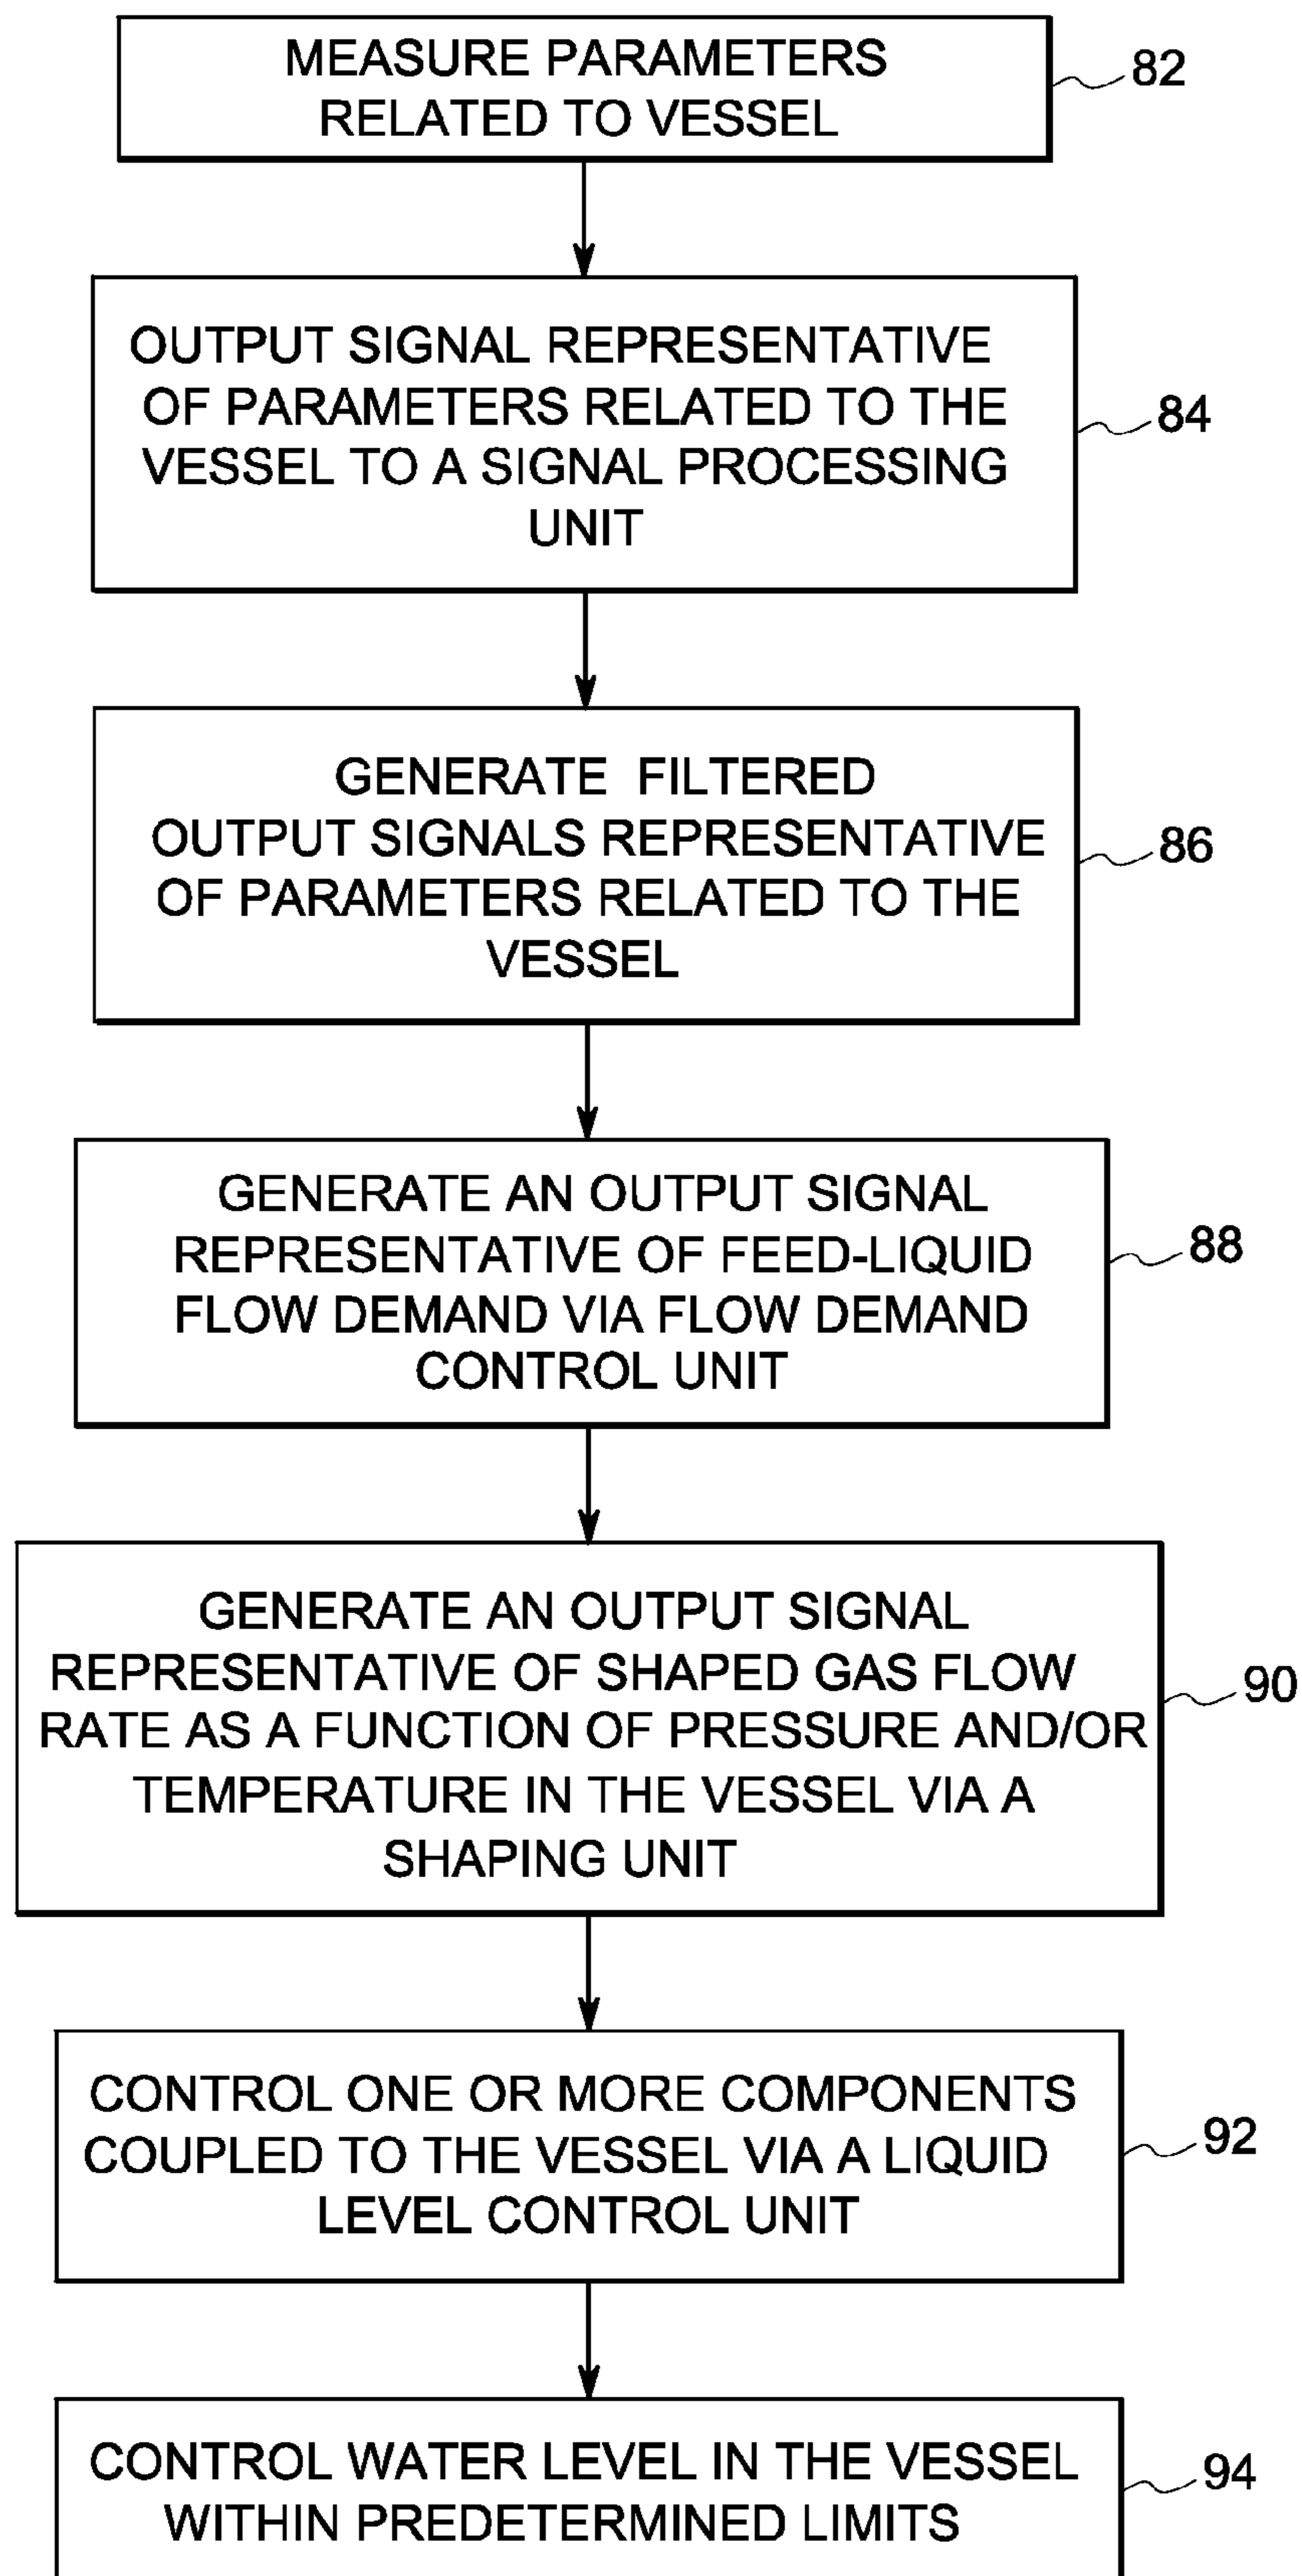 MEASURE PARAMETERS
RELATED TO VESSEL
82
OUTPUT SIGNAL REPRESENTATIVE
OF PARAMETERS RELATED TO THE
VESSEL TO A SIGNAL PROCESSING
UNIT
84
GENERATE FILTERED
OUTPUT SIGNALS REPRESENTATIVE
OF PARAMETERS RELATED TO THE
VESSEL
86
GENERATE AN OUTPUT SIGNAL
REPRESENTATIVE OF FEED-LIQUID
FLOW DEMAND VIA FLOW DEMAND
CONTROL UNIT
88
GENERATE AN OUTPUT SIGNAL
REPRESENTATIVE OF SHAPED GAS FLOW
RATE AS A FUNCTION OF PRESSURE AND/OR
TEMPERATURE IN THE VESSEL VIA A
SHAPING UNIT
90
CONTROL ONE OR MORE COMPONENTS
COUPLED TO THE VESSEL VIA A LIQUID
LEVEL CONTROL UNIT
92
CONTROL WATER LEVEL IN THE VESSEL
WITHIN PREDETERMINED LIMITS
94